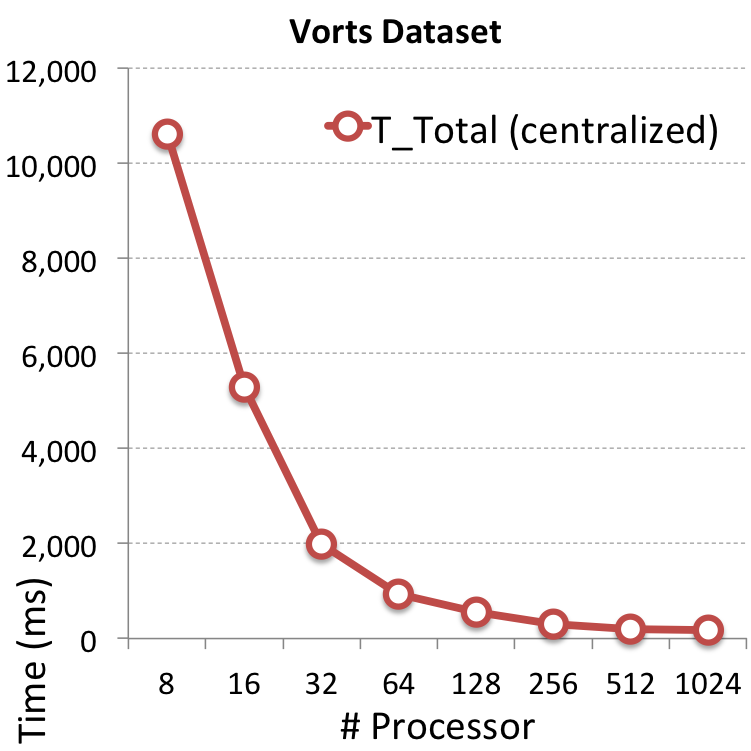 Vorts Dataset
12,000
T_Total (centralized)
10,000
8,000
6,000
4,000
2,000
0
Time (ms)
8 16 32 64 128 256 512 1024
# Processor